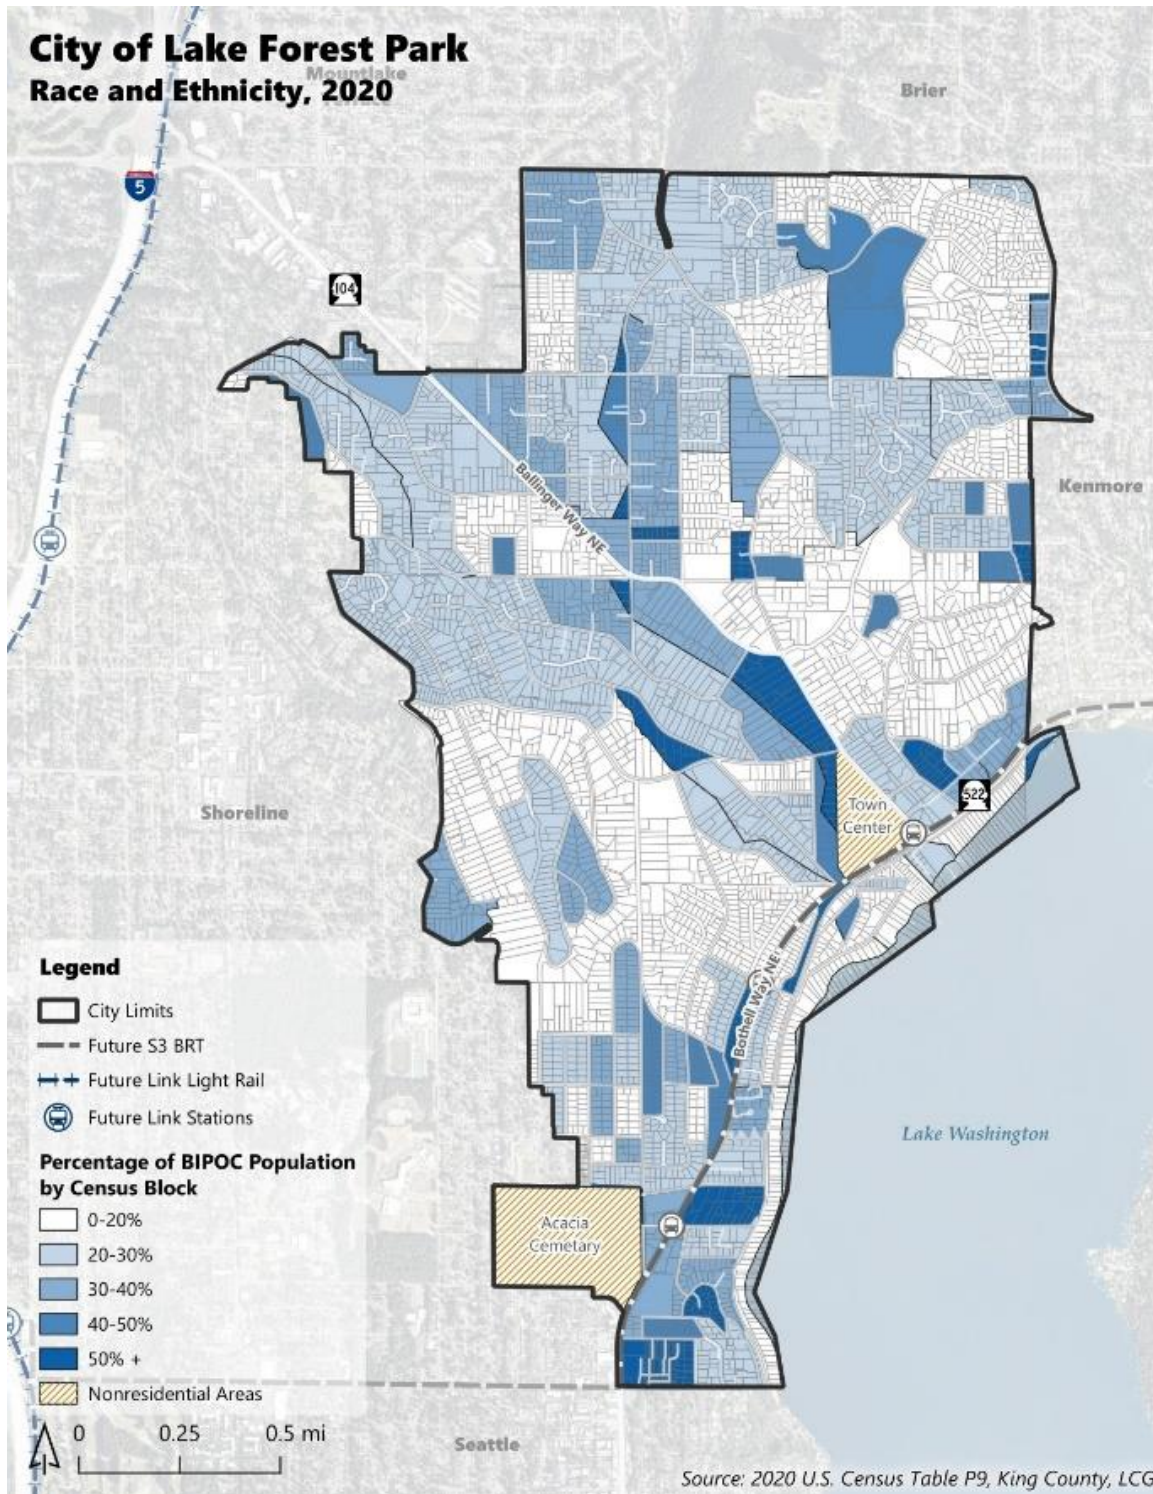 City of Lake Forest Park
Race and Ethnicity, 2020
Mountlake
Terrace
Brier
5
104
Ballinger Way NE
Kenmore
Shoreline
Town
Center
522
Bothell Way NE
Lake Washington
Acacia
Cemetary
Seattle
Legend
City Limits
Future S3 BRT
Future Link Light Rail
Future Link Stations
Percentage of BIPOC Population
by Census Block
0-20%
20-30%
30-40%
40-50%
50% +
Nonresidential Areas
0 0.25 0.5 mi
Source: 2020 U.S. Census Table P9, King County, LCG